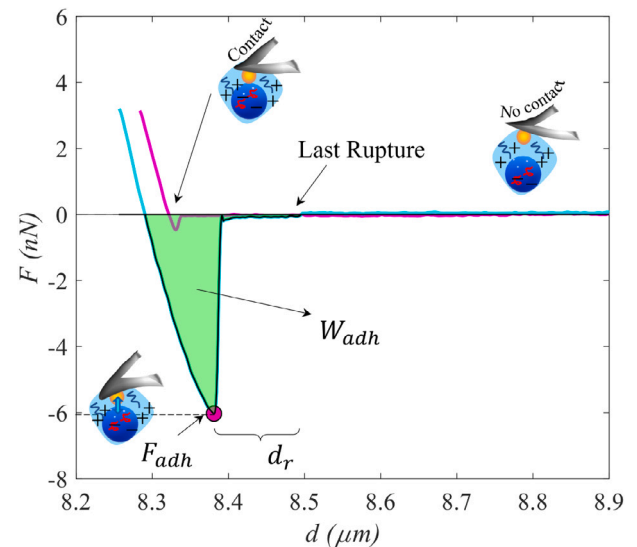 6
4
2
0
-2
-4
-6
-8
F (nN)
8.2 8.3 8.4 8.5 8.6 8.7 8.8 8.9
d (μm)
Contact
No contact
Last Rupture
W_adh
F_adh
d_r